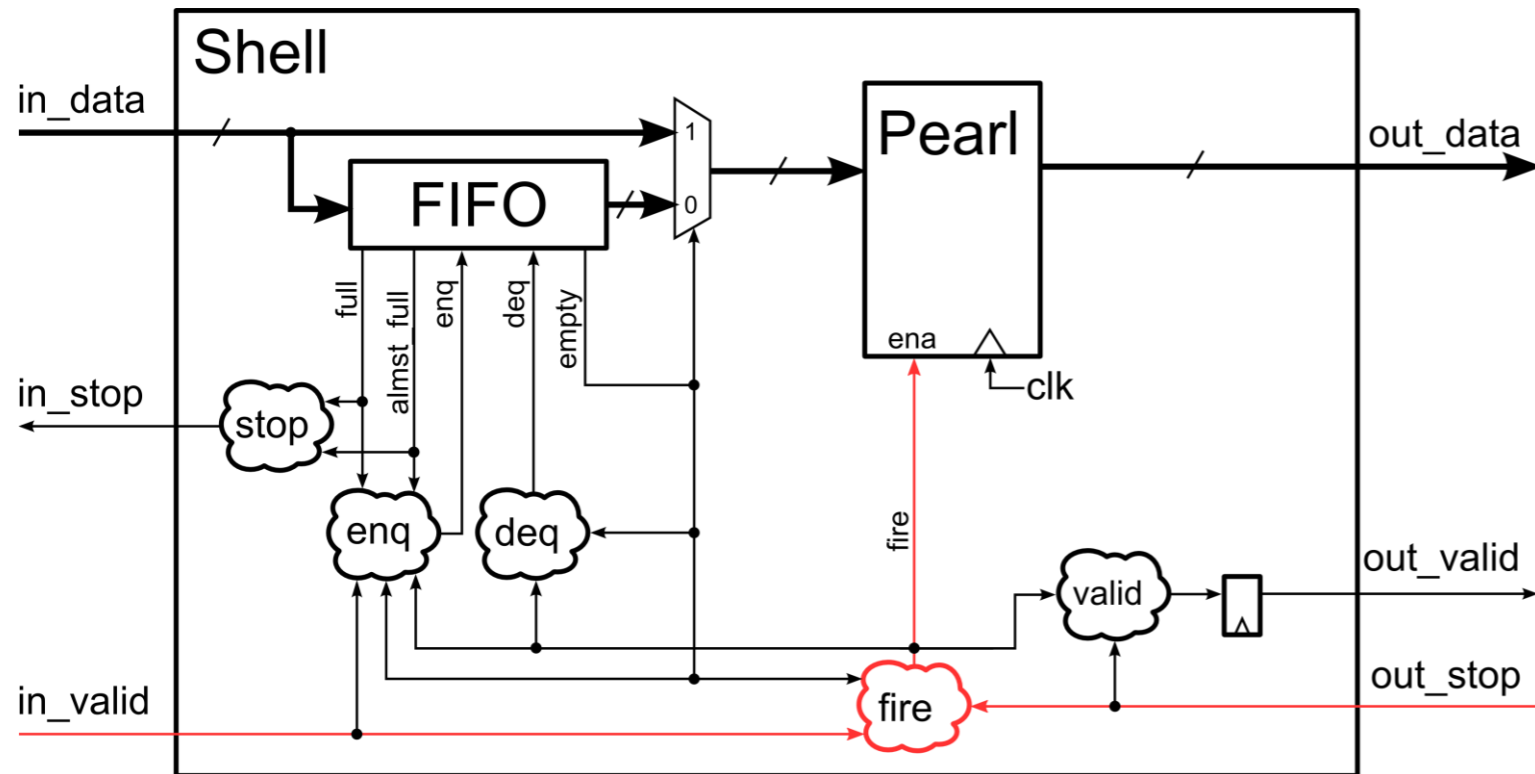 Shell
in_data
1
Pearl
out_data
FIFO
0
full
almst_full
enq
deq
empty
ena
clk
in_stop
stop
enq
deq
fire
valid
out_valid
in_valid
fire
out_stop